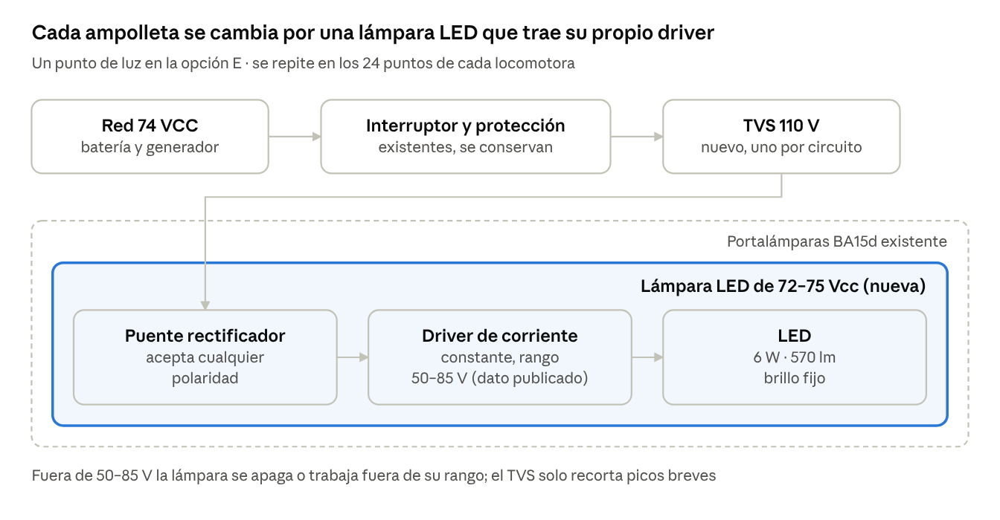 Cada ampolleta se cambia por una lámpara LED que trae su propio driver
Un punto de luz en la opción E · se repite en los 24 puntos de cada locomotora
Red 74 VCC
batería y generador
Interruptor y protección
existentes, se conservan
TVS 110 V
nuevo, uno por circuito
Portalámparas BA15d existente
Lámpara LED de 72–75 Vcc (nueva)
Puente rectificador
acepta cualquier
polaridad
Driver de corriente
constante, rango
50–85 V (dato publicado)
LED
6 W · 570 lm
brillo fijo
Fuera de 50–85 V la lámpara se apaga o trabaja fuera de su rango; el TVS solo recorta picos breves